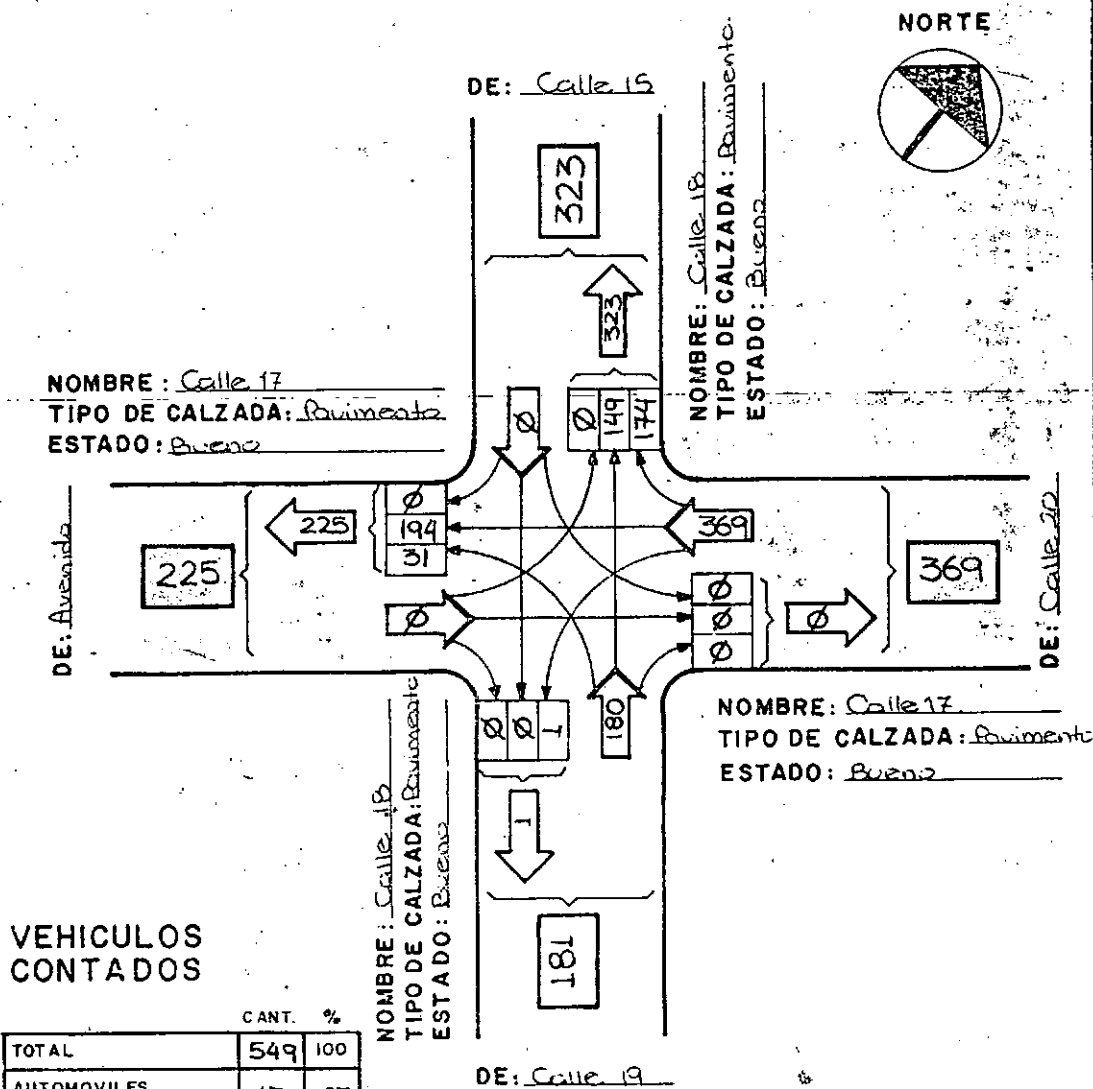 NORTE
DE: Calle 15
323
NOMBRE: Calle 18
TIPO DE CALZADA: Pavimento.
ESTADO: Bueno
323
NOMBRE: Calle 17
TIPO DE CALZADA: Pavimento
ESTADO: Bueno
Ø
Ø 149 174
DE: Avenida
225
225
Ø
194
31
369
369
DE: Calle 20
Ø
Ø
Ø
Ø
Ø
Ø Ø 1
180
NOMBRE: Calle 17
TIPO DE CALZADA: Pavimento
ESTADO: Bueno
NOMBRE: Calle 18
TIPO DE CALZADA: Pavimento
ESTADO: Bueno
1
181
VEHICULOS
CONTADOS
CANT. %
TOTAL 549 100
AUTOMOVILES
DE: Calle 19